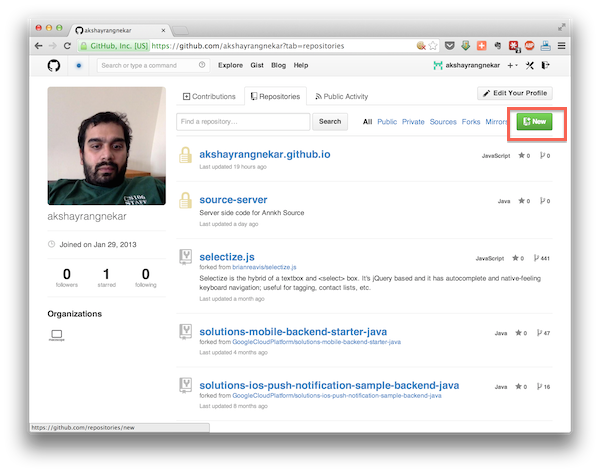 akshayrangnekar
GitHub, Inc. [US] https://github.com/akshayrangnekar?tab=repositories
Search or type a command
Explore Gist Blog Help
akshayrangnekar
Contributions
Repositories
Public Activity
Edit Your Profile
Find a repository…
Search
All Public Private Sources Forks Mirrors
New
akshayrangnekar.github.io
JavaScript 0 0
Last updated 19 hours ago
source-server
Java 0 0
Server side code for Annkh Source
Last updated a day ago
selectize.js
JavaScript 0 441
forked from brianreavis/selectize.js
Selectize is the hybrid of a textbox and <select> box. It's jQuery based and it has autocomplete and native-feeling
keyboard navigation; useful for tagging, contact lists, etc.
Last updated a month ago
solutions-mobile-backend-starter-java
Java 0 47
forked from GoogleCloudPlatform/solutions-mobile-backend-starter-java
Last updated 4 months ago
solutions-ios-push-notification-sample-backend-java
Java 0 16
forked from GoogleCloudPlatform/solutions-ios-push-notification-sample-backend-java
Last updated 6 months ago
CS106
STAFF
akshayrangnekar
Joined on Jan 29, 2013
0 1 0
followers starred following
Organizations
https://github.com/repositories/new